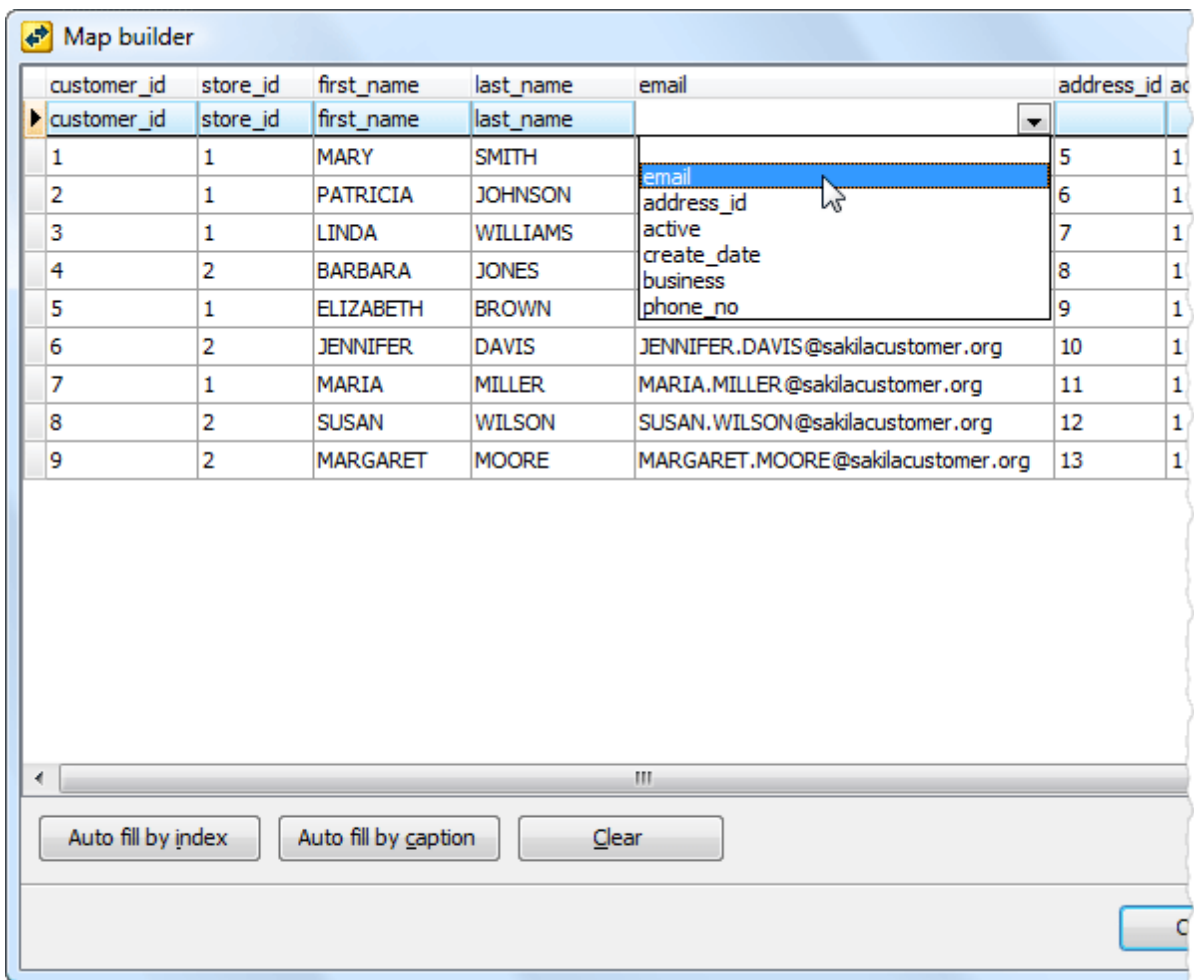 Map builder
customer_id store_id first_name last_name email address_id
customer_id store_id first_name last_name
1 1 MARY SMITH 5 1
email
2 1 PATRICIA JOHNSON 6 1
address_id
3 1 LINDA WILLIAMS 7 1
active
create_date
4 2 BARBARA JONES 8 1
business
5 1 ELIZABETH BROWN 9 1
phone_no
6 2 JENNIFER DAVIS JENNIFER.DAVIS@sakilacustomer.org 10 1
7 1 MARIA MILLER MARIA.MILLER@sakilacustomer.org 11 1
8 2 SUSAN WILSON SUSAN.WILSON@sakilacustomer.org 12 1
9 2 MARGARET MOORE MARGARET.MOORE@sakilacustomer.org 13 1
Auto fill by index Auto fill by caption Clear